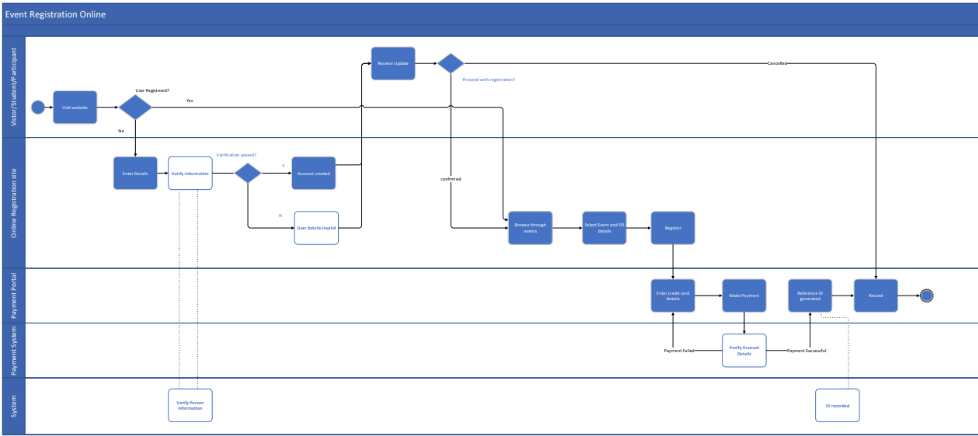 Event Registration Online
Vistor/Student/Participant
Receive Update
Cancelled
Proceed with registration?
User Registered?
Visit website
Yes
No
Online Registration site
Verification passed?
Enter Details
Verify Information
Y
Account created
confirmed
N
User details invalid
Browse through
events
Select Event and Fill
details
Register
Payment Portal
Enter credit card
details
Make Payment
Reference ID
generated
Record
Payment System
Payment Failed
Verify Account
Details
Payment Successful
System
Verify Person
Information
ID recorded